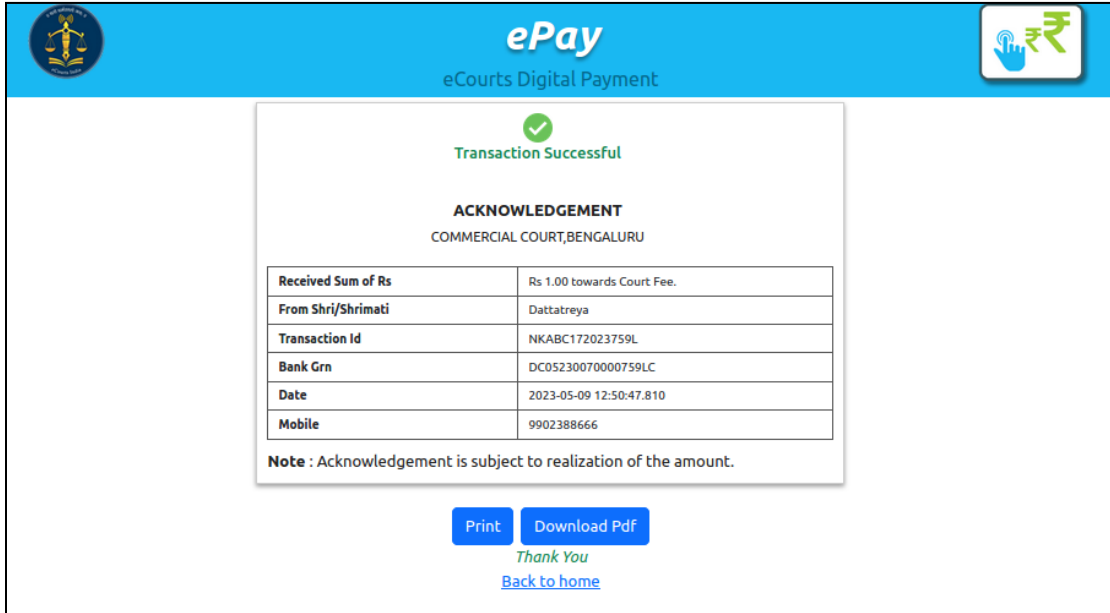 ePay
eCourts Digital Payment
Transaction Successful
ACKNOWLEDGEMENT
COMMERCIAL COURT,BENGALURU
Received Sum of Rs Rs 1.00 towards Court Fee.
From Shri/Shrimati Dattatreya
Transaction Id NKABC172023759L
Bank Grn DC05230070000759LC
Date 2023-05-09 12:50:47.810
Mobile 9902388666
Note : Acknowledgement is subject to realization of the amount.
Print Download Pdf
Thank You
Back to home